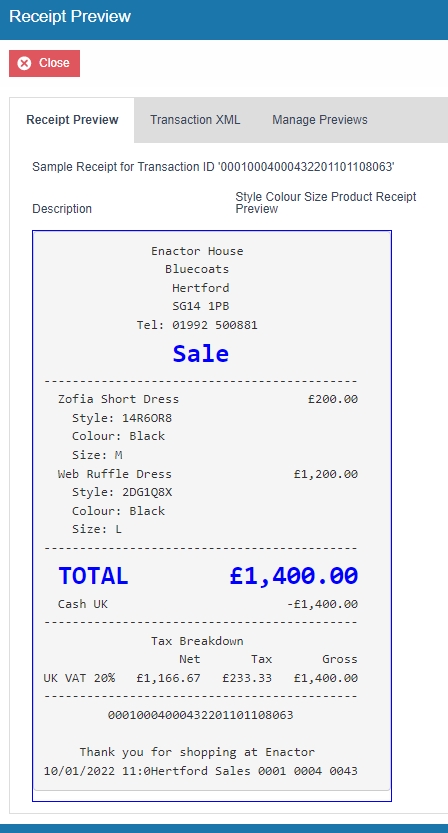 Receipt Preview
Close
Receipt Preview Transaction XML Manage Previews
Sample Receipt for Transaction ID '00010004000432201101108063'
Description Style Colour Size Product Receipt
Preview
Enactor House
Bluecoats
Hertford
SG14 1PB
Tel: 01992 500881
Sale
--------------------------------------------
Zofia Short Dress £200.00
Style: 14R6OR8
Colour: Black
Size: M
Web Ruffle Dress £1,200.00
Style: 2DG1Q8X
Colour: Black
Size: L
--------------------------------------------
TOTAL £1,400.00
Cash UK -£1,400.00
--------------------------------------------
Tax Breakdown
Net Tax Gross
UK VAT 20% £1,166.67 £233.33 £1,400.00
--------------------------------------------
00010004000432201101108063
Thank you for shopping at Enactor
10/01/2022 11:0Hertford Sales 0001 0004 0043